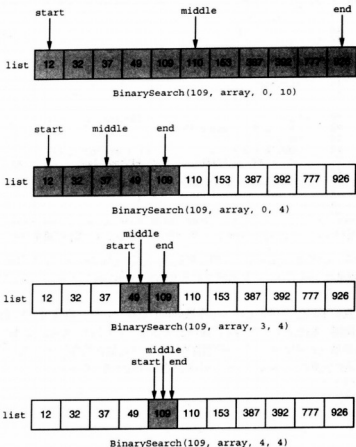 start middle end
list 12 32 37 49 109 110 153 387 392 777 926
BinarySearch(109, array, 0, 10)
start middle end
list 12 32 37 49 109 110 153 387 392 777 926
BinarySearch(109, array, 0, 4)
middle
start end
list 12 32 37 49 109 110 153 387 392 777 926
BinarySearch(109, array, 3, 4)
middle
start end
list 12 32 37 49 109 110 153 387 392 777 926
BinarySearch(109, array, 4, 4)